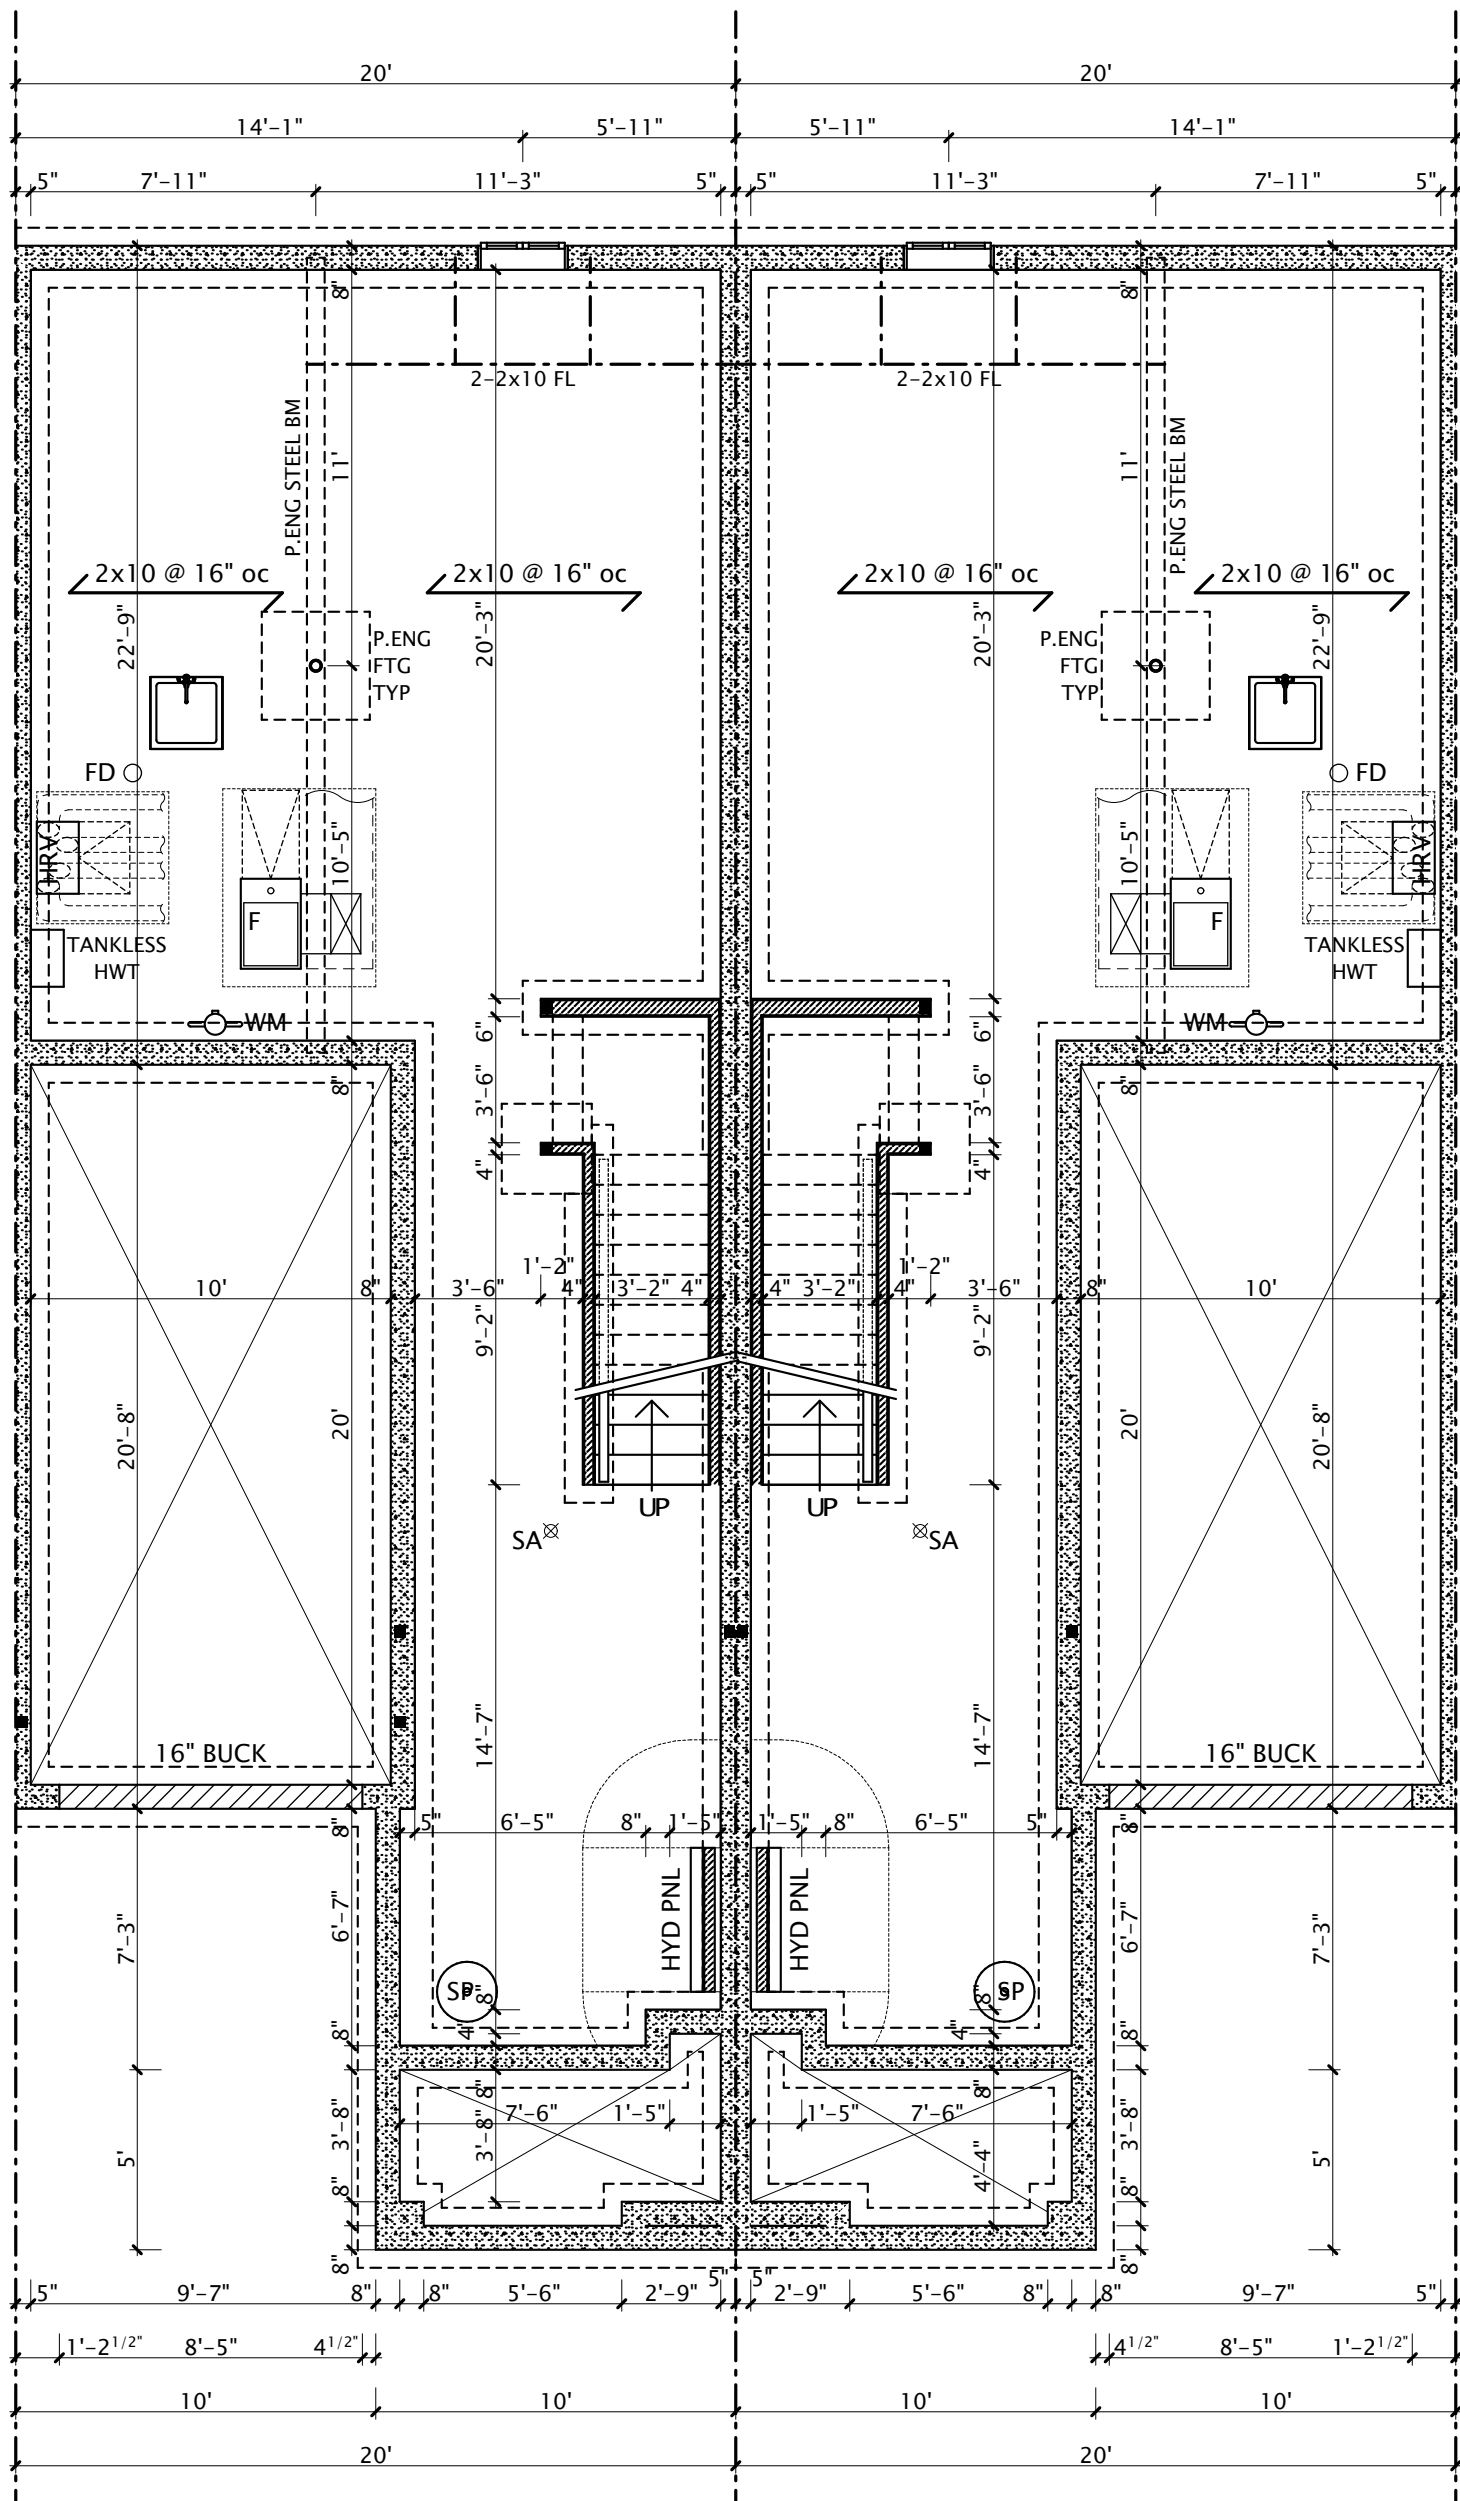 20' 20'
14'-1" 5'-11" 5'-11" 14'-1"
5" 7'-11" 11'-3" 5" 5" 11'-3" 7'-11" 5"
8" 8"
2-2x10 FL 2-2x10 FL
P.ENG STEEL BM 11' 11' P.ENG STEEL BM
2x10 @ 16" oc 2x10 @ 16" oc 2x10 @ 16" oc 2x10 @ 16" oc
22'-9" 20'-3" 20'-3" 22'-9"
P.ENG P.ENG
FTG FTG
TYP TYP
FD FD
HRV 10'-5" 10'-5" HRV
F F
TANKLESS TANKLESS
HWT HWT
WM 6" 6" WM
8" 3'-6" 3'-6" 8"
4" 4"
1'-2" 1'-2"
10' 8" 3'-6" 4" 3'-2" 4" 4" 3'-2" 4" 3'-6" 8" 10'
9'-2" 9'-2"
20'-8" 20' 20' 20'-8"
UP UP
SA SA
14'-7" 14'-7"
16" BUCK 16" BUCK
8" 5" 6'-5" 8" 1'-5" 1'-5" 8" 6'-5" 5" 8"
7'-3" 6'-7" HYD PNL HYD PNL 6'-7" 7'-3"
SP 8" 8" SP
8" 4" 4" 8"
8" 8"
7'-6" 1'-5" 1'-5" 7'-6"
5' 3'-8" 3'-8" 4'-4" 3'-8" 5'
8" 8"
8" 8"
5" 9'-7" 8" 8" 5'-6" 2'-9" 5" 5" 2'-9" 5'-6" 8" 8" 9'-7" 5"
1'-2 1/2" 8'-5" 4 1/2" 4 1/2" 8'-5" 1'-2 1/2"
10' 10' 10' 10'
20' 20'